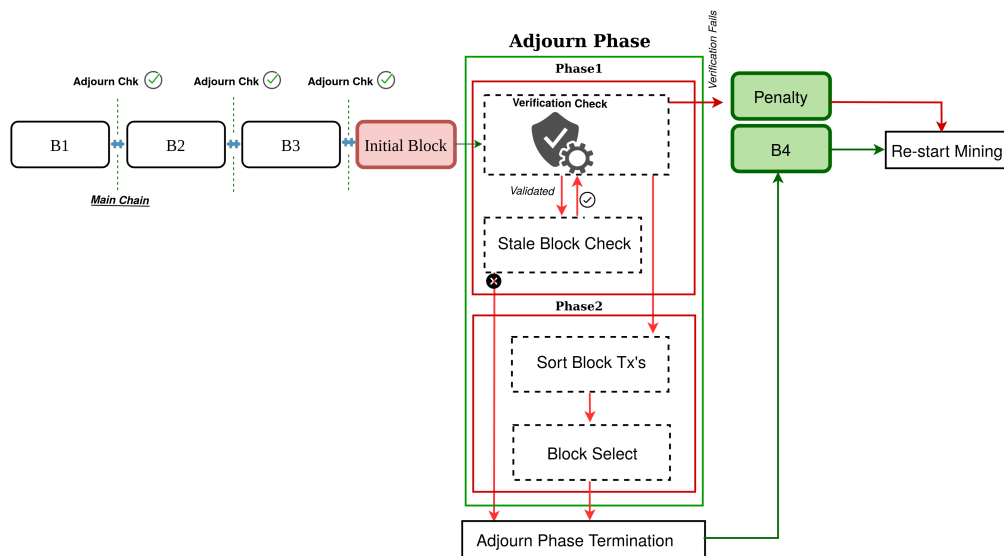 Adjourn Phase
Adjourn Chk
Adjourn Chk
Adjourn Chk
B1
B2
B3
Initial Block
Main Chain
Phase1
Verification Check
Validated
Stale Block Check
Verification Fails
Penalty
B4
Re-start Mining
Phase2
Sort Block Tx's
Block Select
Adjourn Phase Termination